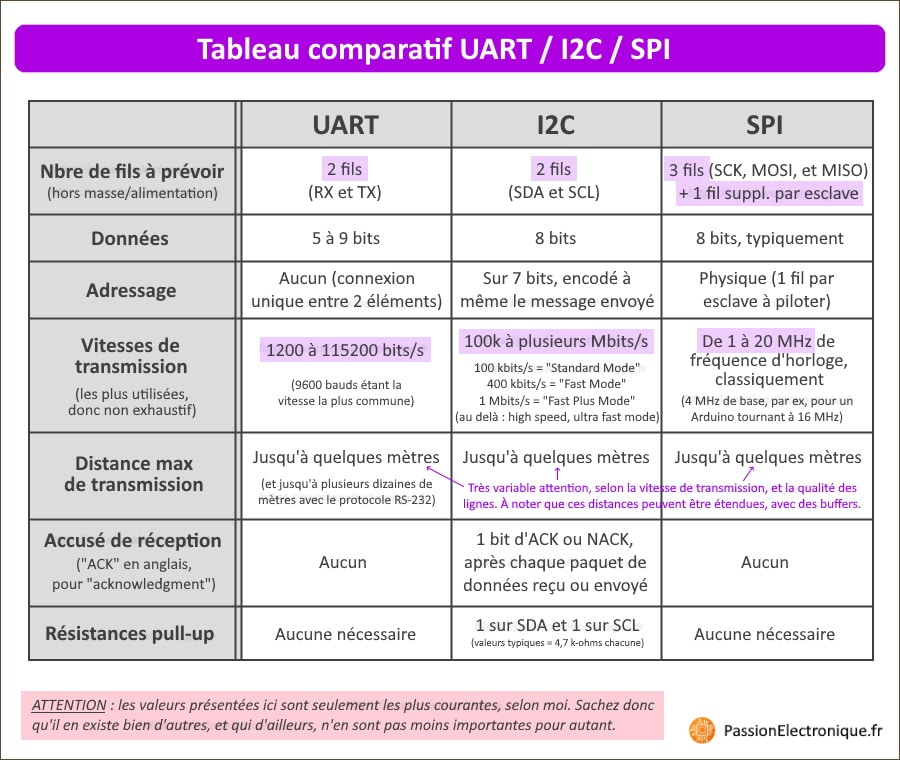 Tableau comparatif UART / I2C / SPI
UART
I2C
SPI
Nbre de fils à prévoir
(hors masse/alimentation)
2 fils
(RX et TX)
2 fils
(SDA et SCL)
3 fils (SCK, MOSI, et MISO)
+ 1 fil suppl. par esclave
Données
5 à 9 bits
8 bits
8 bits, typiquement
Adressage
Aucun (connexion
unique entre 2 éléments)
Sur 7 bits, encodé à
même le message envoyé
Physique (1 fil par
esclave à piloter)
Vitesses de
transmission
(les plus utilisées,
donc non exhaustif)
1200 à 115200 bits/s
(9600 bauds étant la
vitesse la plus commune)
100k à plusieurs Mbits/s
100 kbits/s = "Standard Mode"
400 kbits/s = "Fast Mode"
1 Mbits/s = "Fast Plus Mode"
(au delà : high speed, ultra fast mode)
De 1 à 20 MHz de
fréquence d'horloge,
classiquement
(4 MHz de base, par ex, pour un
Arduino tournant à 16 MHz)
Distance max
de transmission
Jusqu'à quelques mètres
(et jusqu'à plusieurs dizaines de
mètres avec le protocole RS-232)
Jusqu'à quelques mètres
Jusqu'à quelques mètres
Très variable attention, selon la vitesse de transmission, et la qualité des
lignes. À noter que ces distances peuvent être étendues, avec des buffers.
Accusé de réception
("ACK" en anglais,
pour "acknowledgment")
Aucun
1 bit d'ACK ou NACK,
après chaque paquet de
données reçu ou envoyé
Aucun
Résistances pull-up
Aucune nécessaire
1 sur SDA et 1 sur SCL
(valeurs typiques = 4,7 k-ohms chacune)
Aucune nécessaire
ATTENTION : les valeurs présentées ici sont seulement les plus courantes, selon moi. Sachez donc
qu'il en existe bien d'autres, et qui d'ailleurs, n'en sont pas moins importantes pour autant.
PassionElectronique.fr